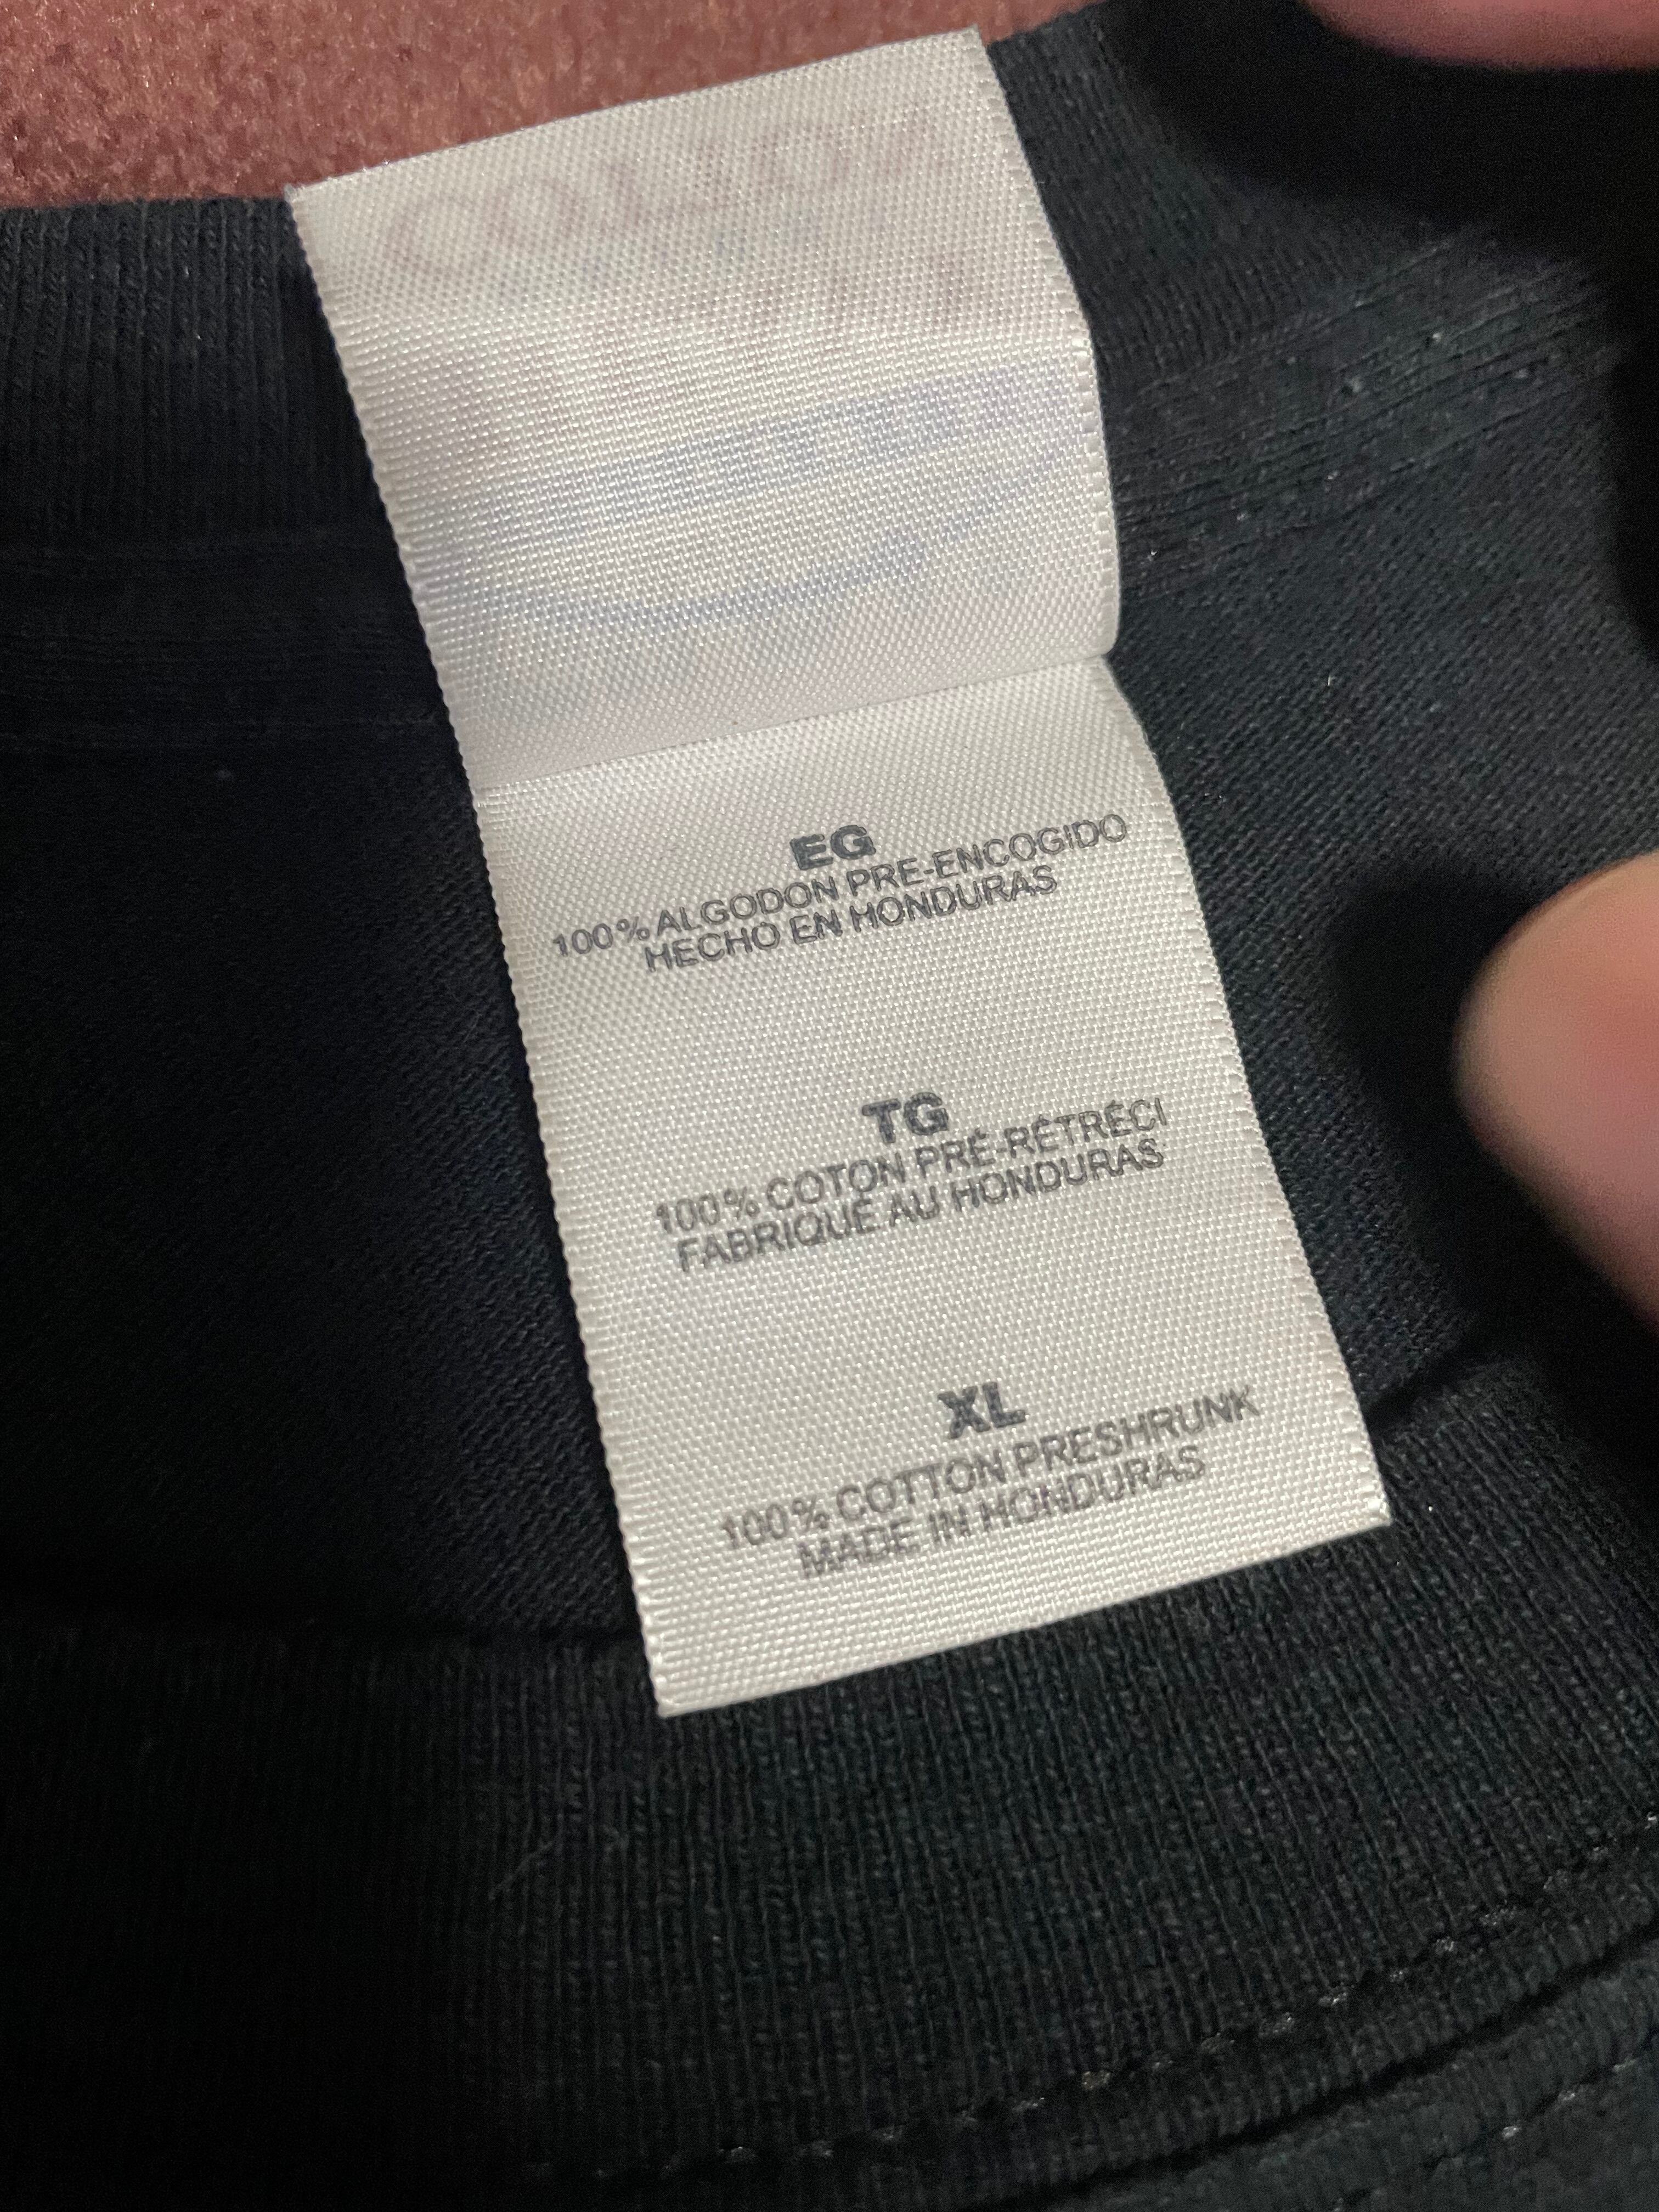 EG
100% ALGODON PRE-ENCOGIDO
HECHO EN HONDURAS
TG
100% COTON PRÉ-RÉTRÉCI
FABRIQUÉ AU HONDURAS
XL
100% COTTON PRESHRUNK
MADE IN HONDURAS